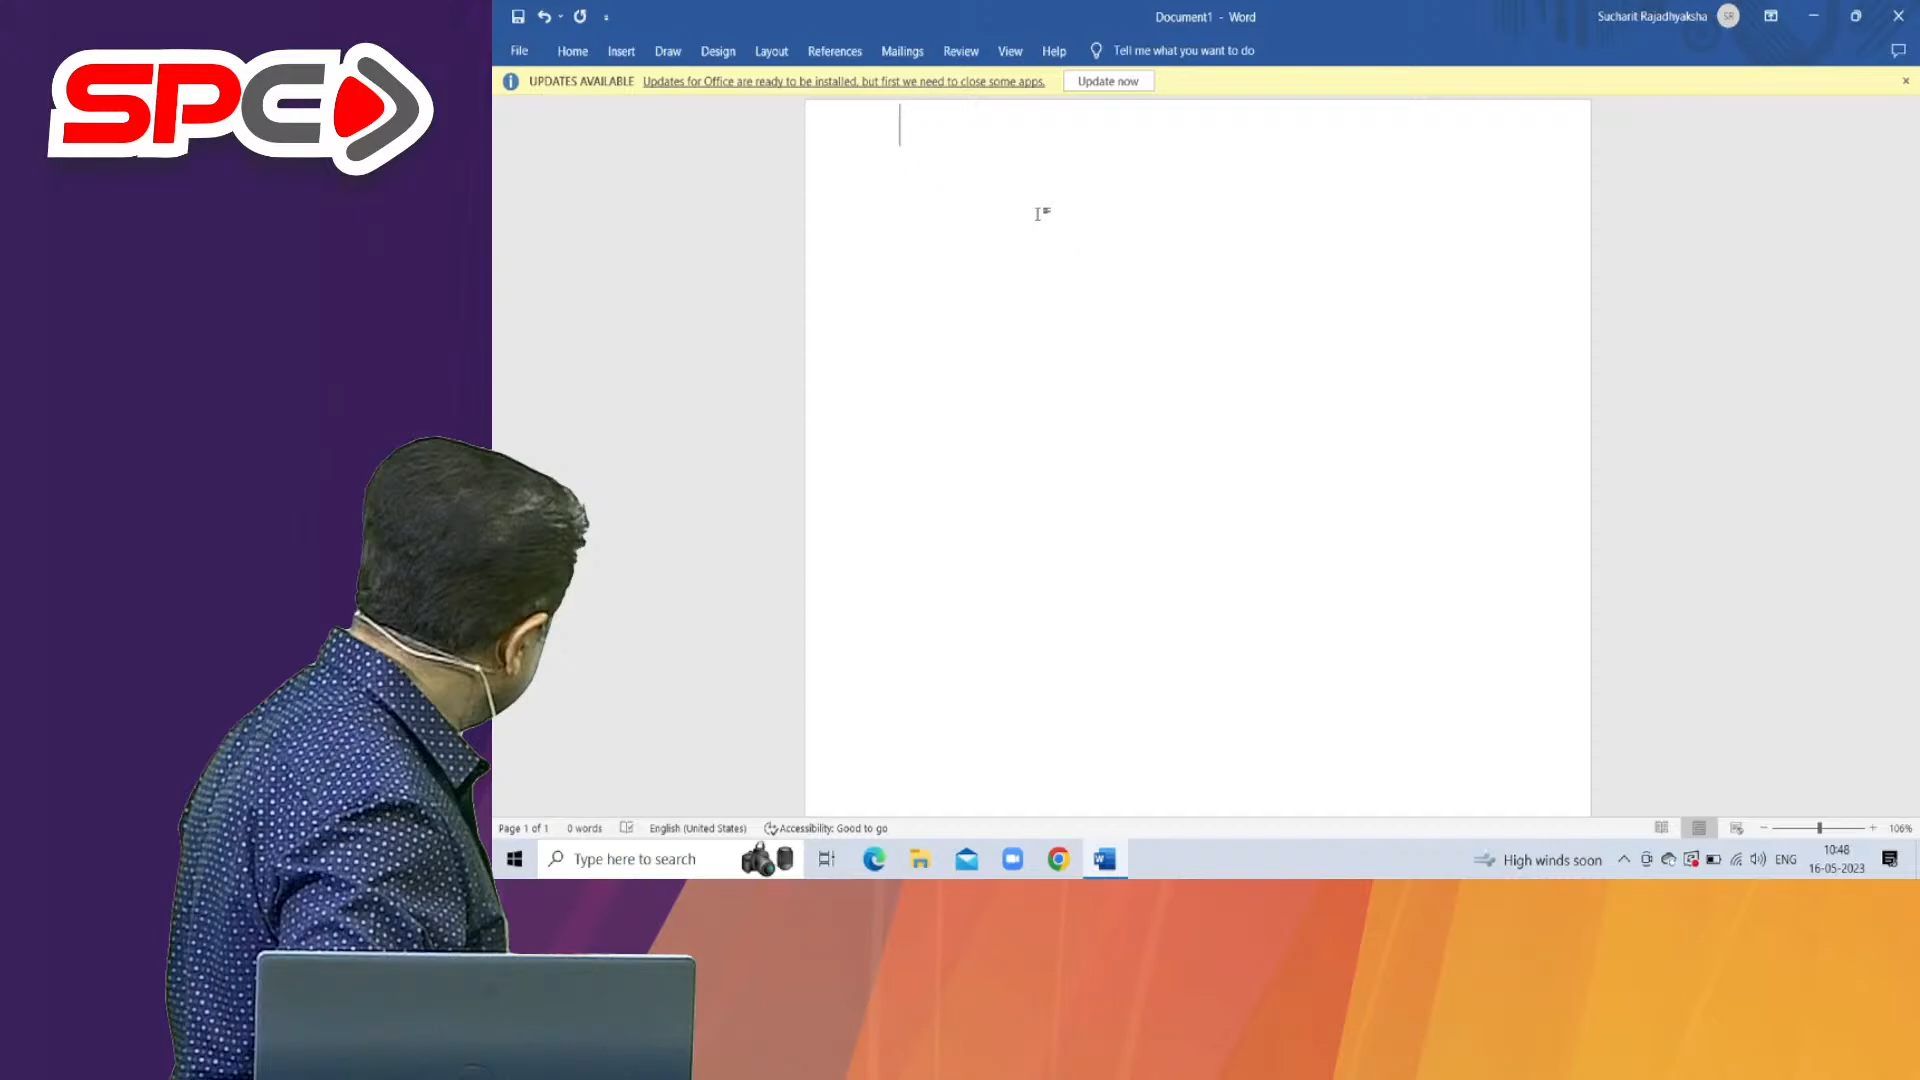 SPE
Document1 - Word
Sucharit Rajadhyaksha
SR
File Home Insert Draw Design Layout References Mailings Review View Help Tell me what you want to do
UPDATES AVAILABLE Updates for Office are ready to be installed, but first we need to close some apps. Update now
Page 1 of 1 0 words English (United States) Accessibility: Good to go
106%
Type here to search
High winds soon
ENG
10:48
16-05-2023